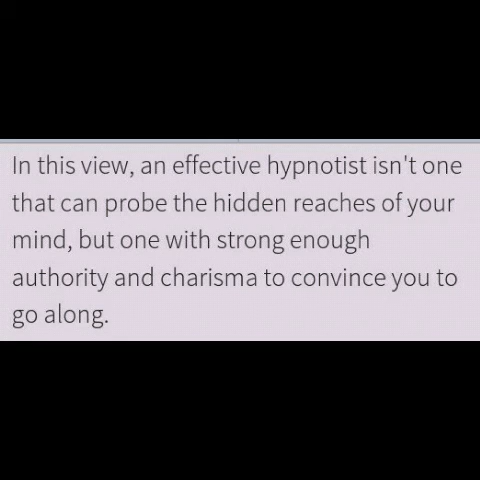 In this view, an effective hypnotist isn't one
that can probe the hidden reaches of your
mind, but one with strong enough
authority and charisma to convince you to
go along.